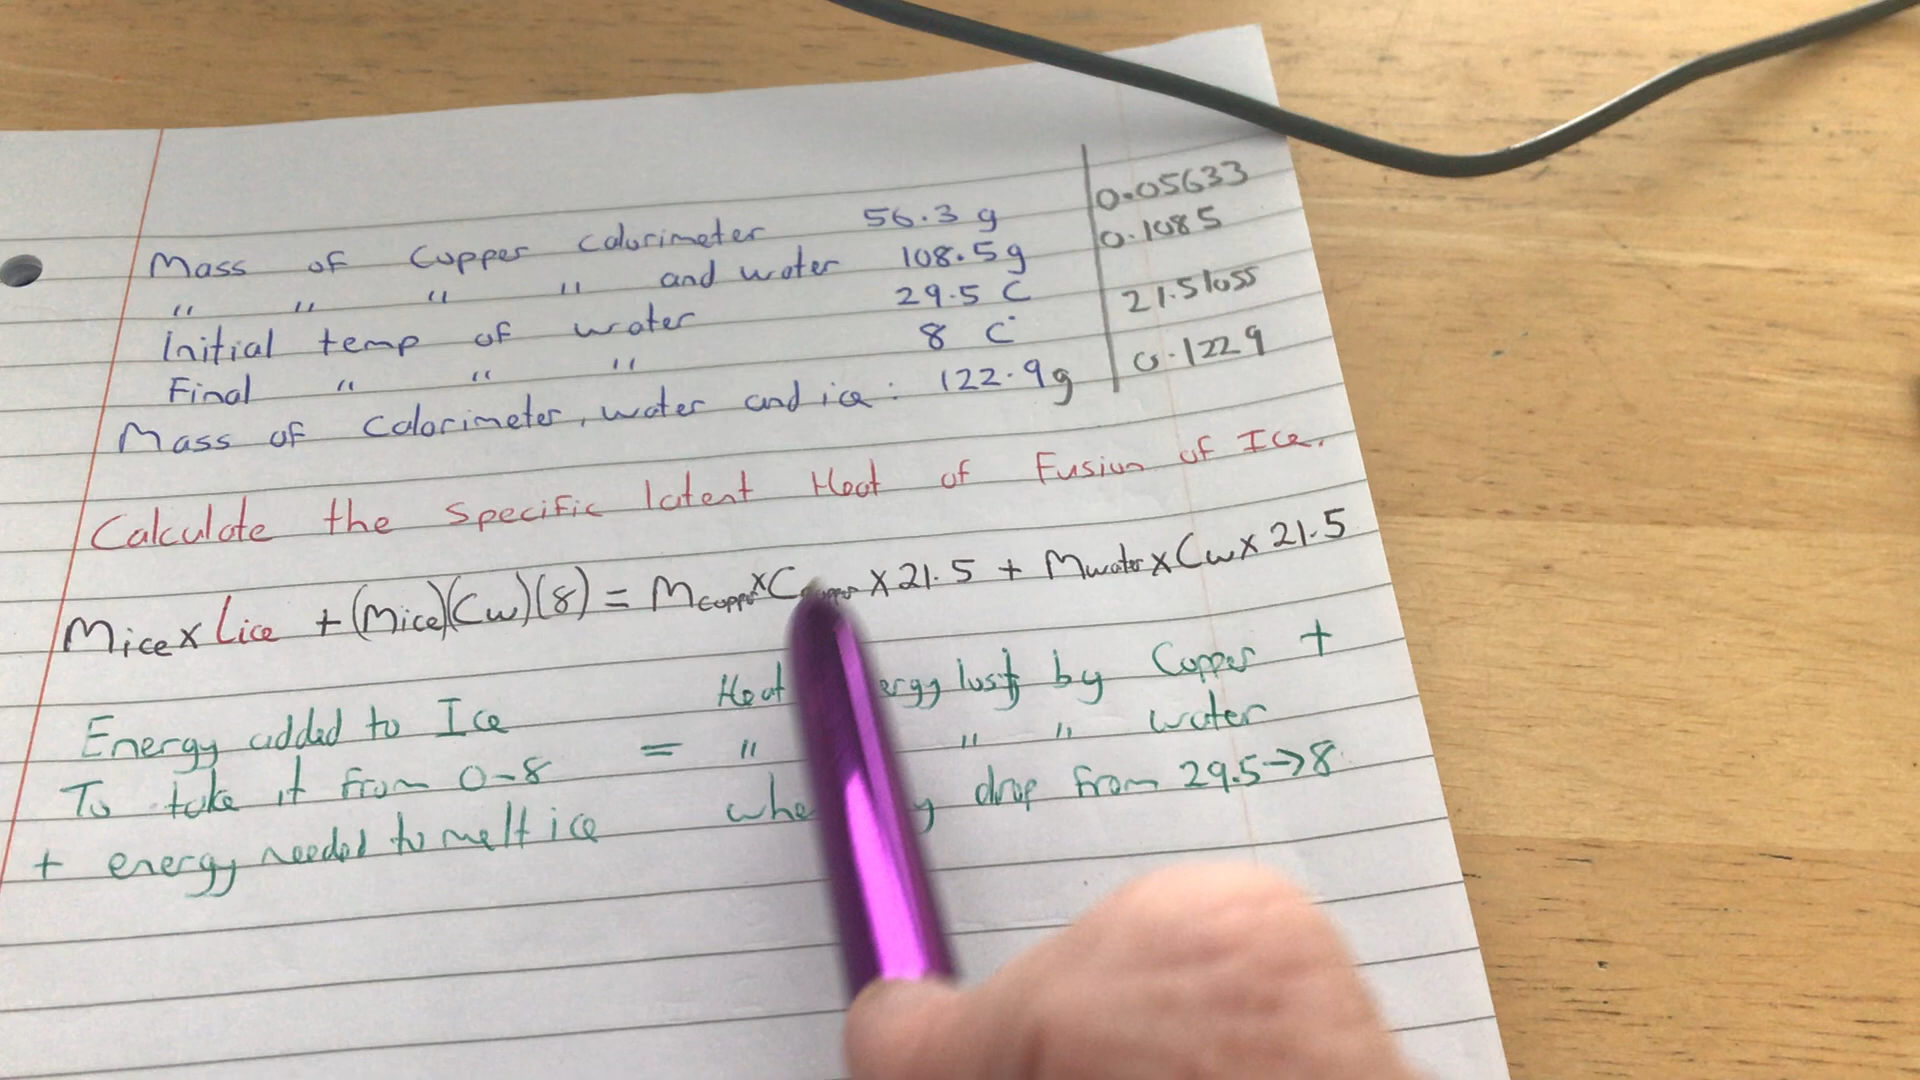 Mass of Copper calorimeter 56.3 g 0.05633
" " " " and water 108.5g 0.1085
Initial temp of water 29.5 C 21.5 loss
Final " " " 8 C°
Mass of Calorimeter, water and ice : 122.9g 0.1229
Calculate the Specific latent Heat of Fusion of Ice.
Mice x Lice + (Mice)(Cw)(8) = Mcopper x C x 21.5 + Mwater x Cw x 21.5
Energy added to Ice
To take it from 0-8
+ energy needed to melt ice
= Heat lost by Copper +
" " " water
drop from 29.5→8